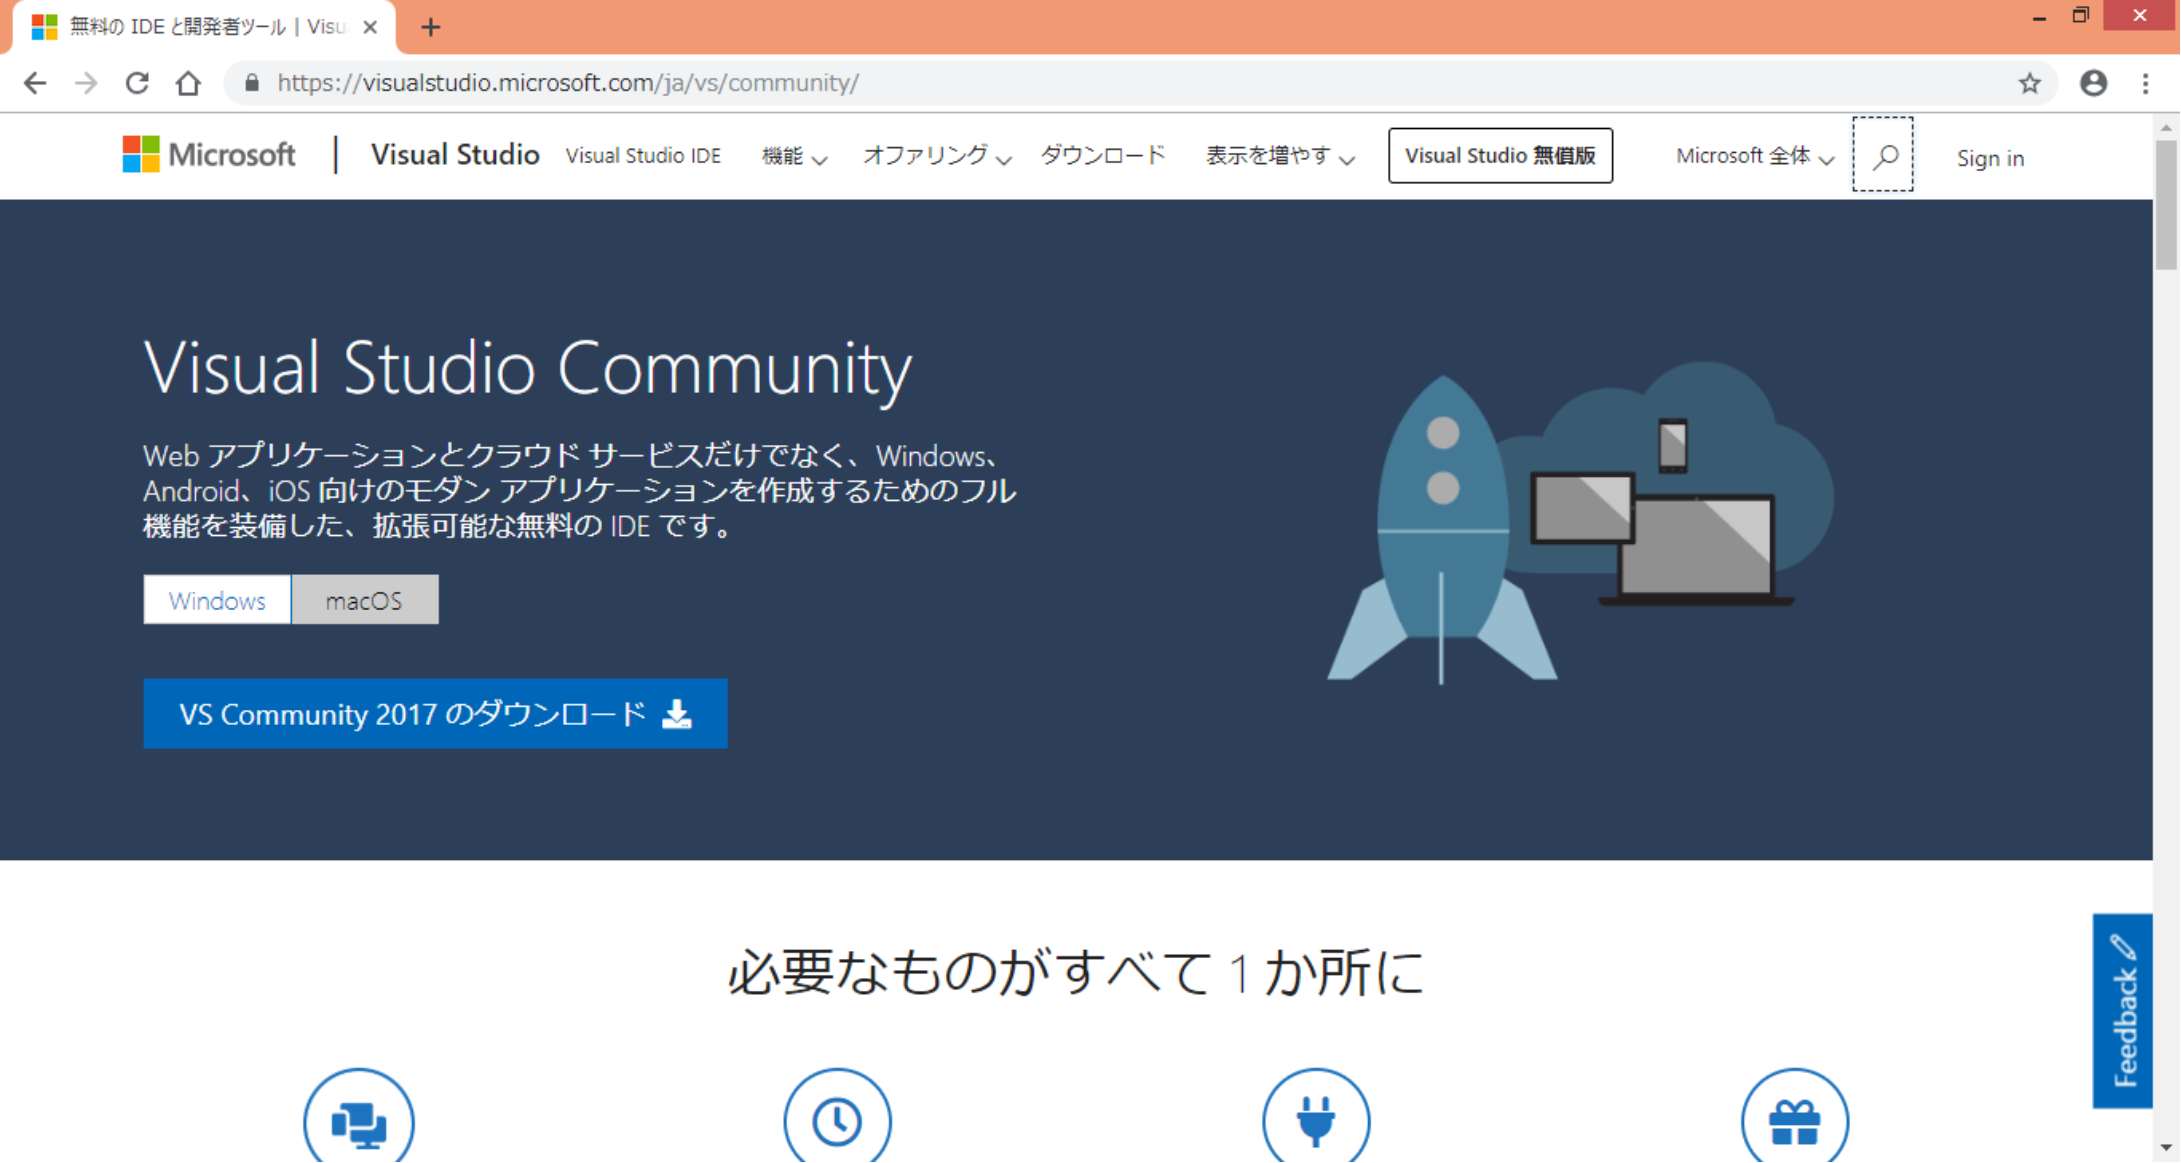 無料の IDE と開発者ツール | Visu
https://visualstudio.microsoft.com/ja/vs/community/
Microsoft
Visual Studio
Visual Studio IDE
機能
オファリング
ダウンロード
表示を増やす
Visual Studio 無償版
Microsoft 全体
Sign in
Visual Studio Community
Web アプリケーションとクラウド サービスだけでなく、Windows、
Android、iOS 向けのモダン アプリケーションを作成するためのフル
機能を装備した、拡張可能な無料の IDE です。
Windows
macOS
VS Community 2017 のダウンロード
必要なものがすべて 1 か所に
Feedback